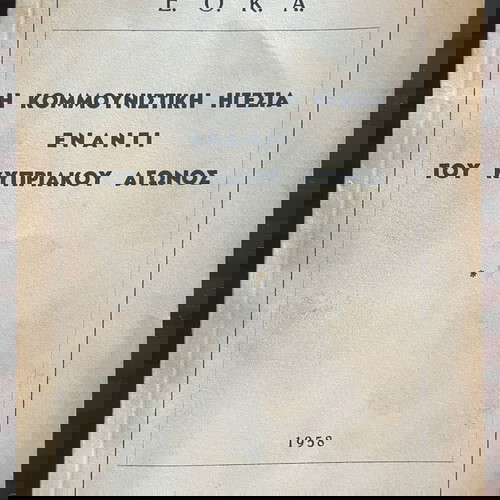 Ε. Ο. Κ. Α.
Η ΚΟΜΜΟΥΝΙΣΤΙΚΗ ΗΓΕΣΙΑ
ΕΝΑΝΤΙ
ΤΟΥ ΚΥΠΡΙΑΚΟΥ ΑΓΩΝΟΣ
1958